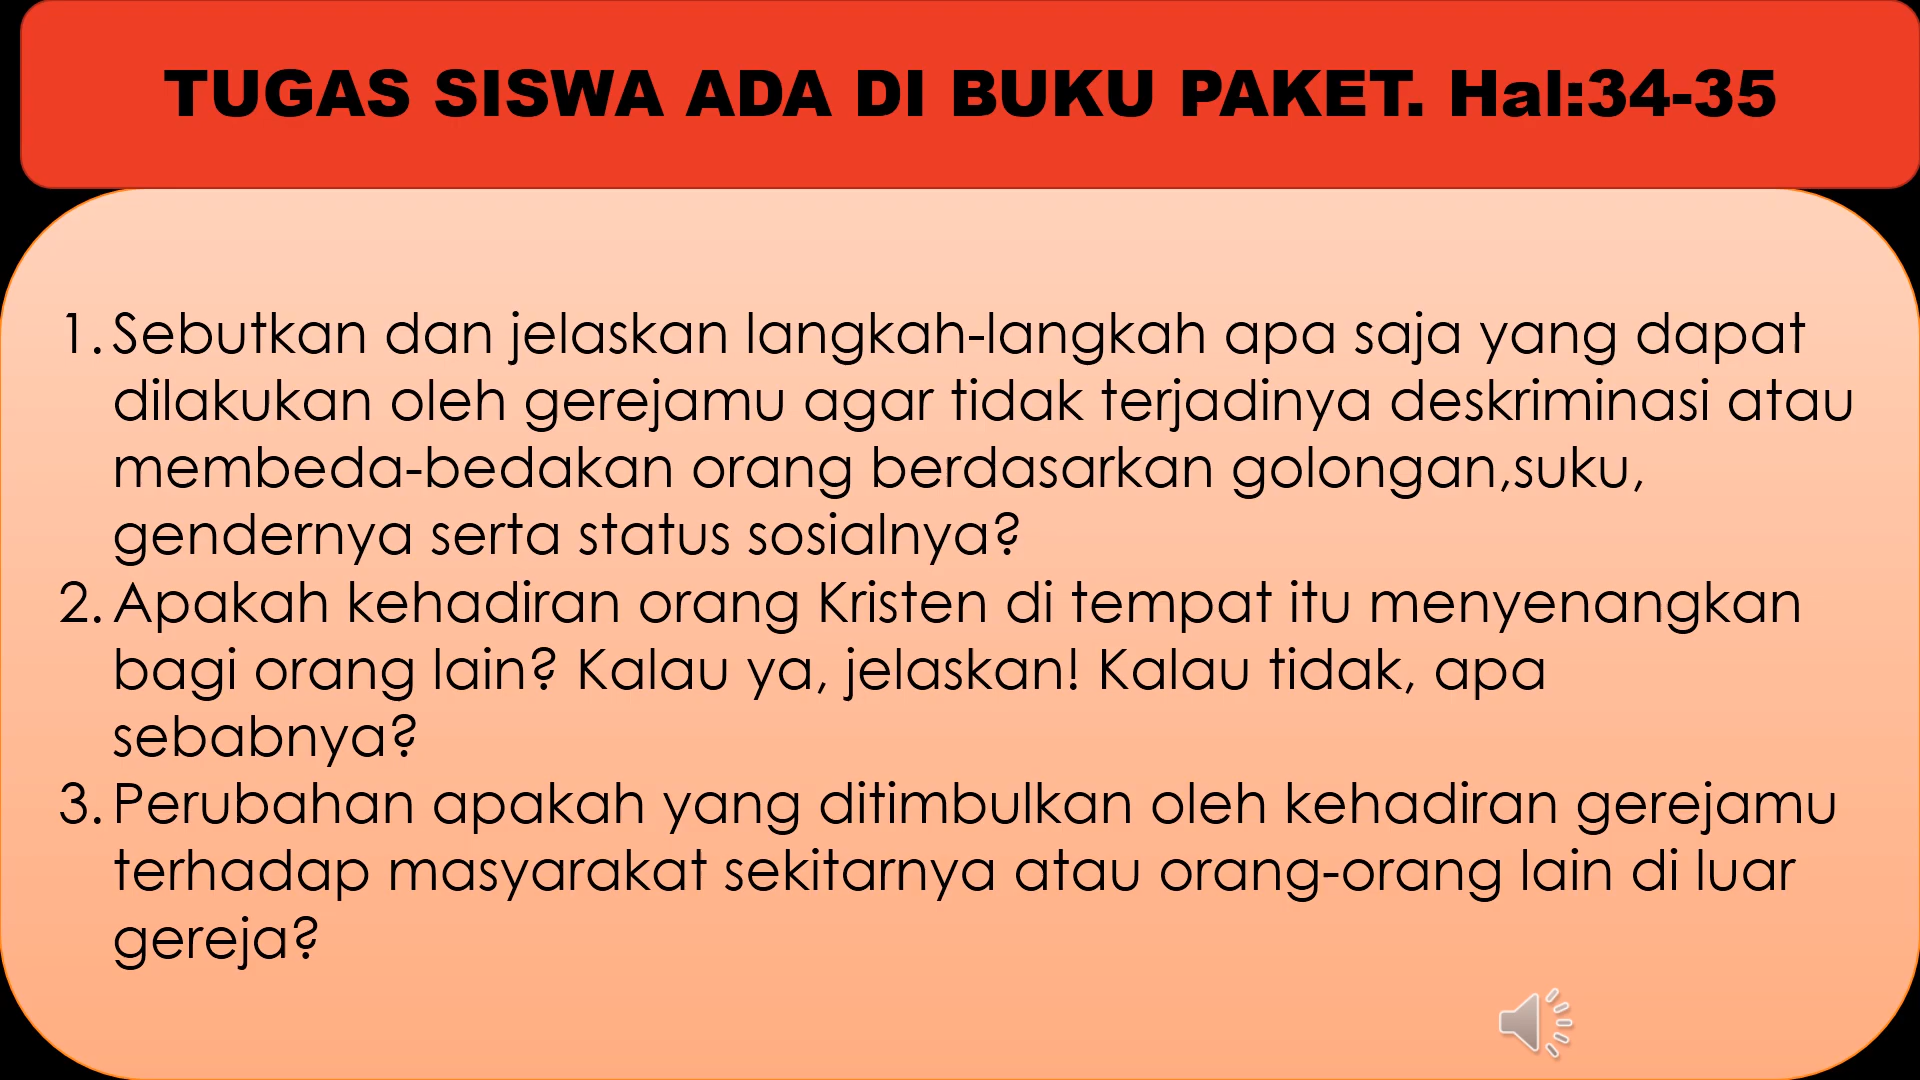 TUGAS SISWA ADA DI BUKU PAKET. Hal:34-35
1. Sebutkan dan jelaskan langkah-langkah apa saja yang dapat
dilakukan oleh gerejamu agar tidak terjadinya deskriminasi atau
membeda-bedakan orang berdasarkan golongan,suku,
gendernya serta status sosialnya?
2. Apakah kehadiran orang Kristen di tempat itu menyenangkan
bagi orang lain? Kalau ya, jelaskan! Kalau tidak, apa
sebabnya?
3. Perubahan apakah yang ditimbulkan oleh kehadiran gerejamu
terhadap masyarakat sekitarnya atau orang-orang lain di luar
gereja?